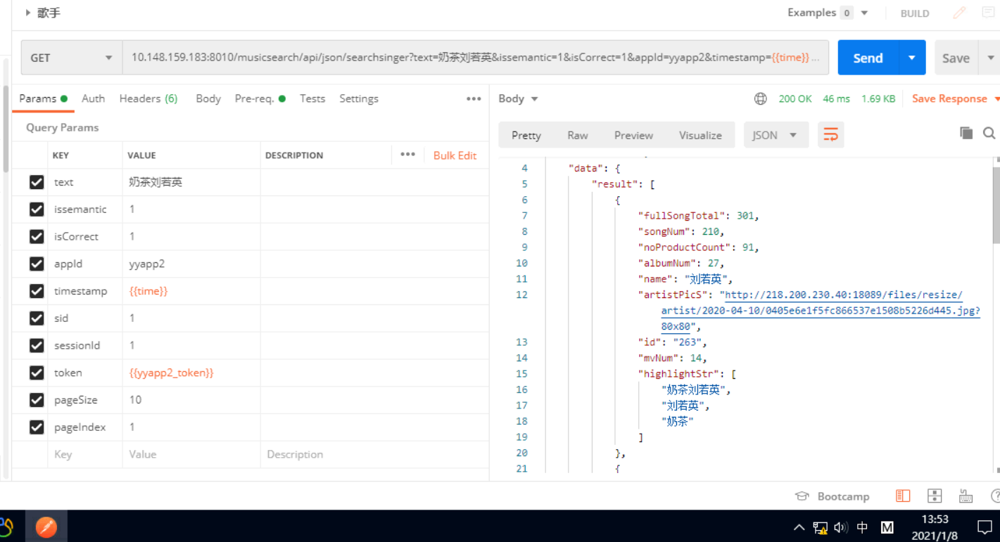 歌手
Examples 0
BUILD
GET
10.148.159.183:8010/musicsearch/api/json/searchsinger?text=奶茶刘若英&issemantic=1&isCorrect=1&appId=yyapp2&timestamp={{time}} ...
Send
Save
Params
Auth
Headers (6)
Body
Pre-req.
Tests
Settings
Query Params
KEY VALUE DESCRIPTION
Bulk Edit
text 奶茶刘若英
issemantic 1
isCorrect 1
appId yyapp2
timestamp {{time}}
sid 1
sessionId 1
token {{yyapp2_token}}
pageSize 10
pageIndex 1
Key Value Description
Body
200 OK 46 ms 1.69 KB Save Response
Pretty Raw Preview Visualize JSON
4 "data": {
5 "result": [
6 {
7 "fullSongTotal": 301,
8 "songNum": 210,
9 "noProductCount": 91,
10 "albumNum": 27,
11 "name": "刘若英",
12 "artistPicS": "http://218.200.230.40:18089/files/resize/
artist/2020-04-10/0405e6e1f5fc866537e1508b5226d445.jpg?
80x80",
13 "id": "263",
14 "mvNum": 14,
15 "highlightStr": [
16 "奶茶刘若英",
17 "刘若英",
18 "奶茶"
19 ]
20 },
21 {
Bootcamp
中
M
13:53
2021/1/8